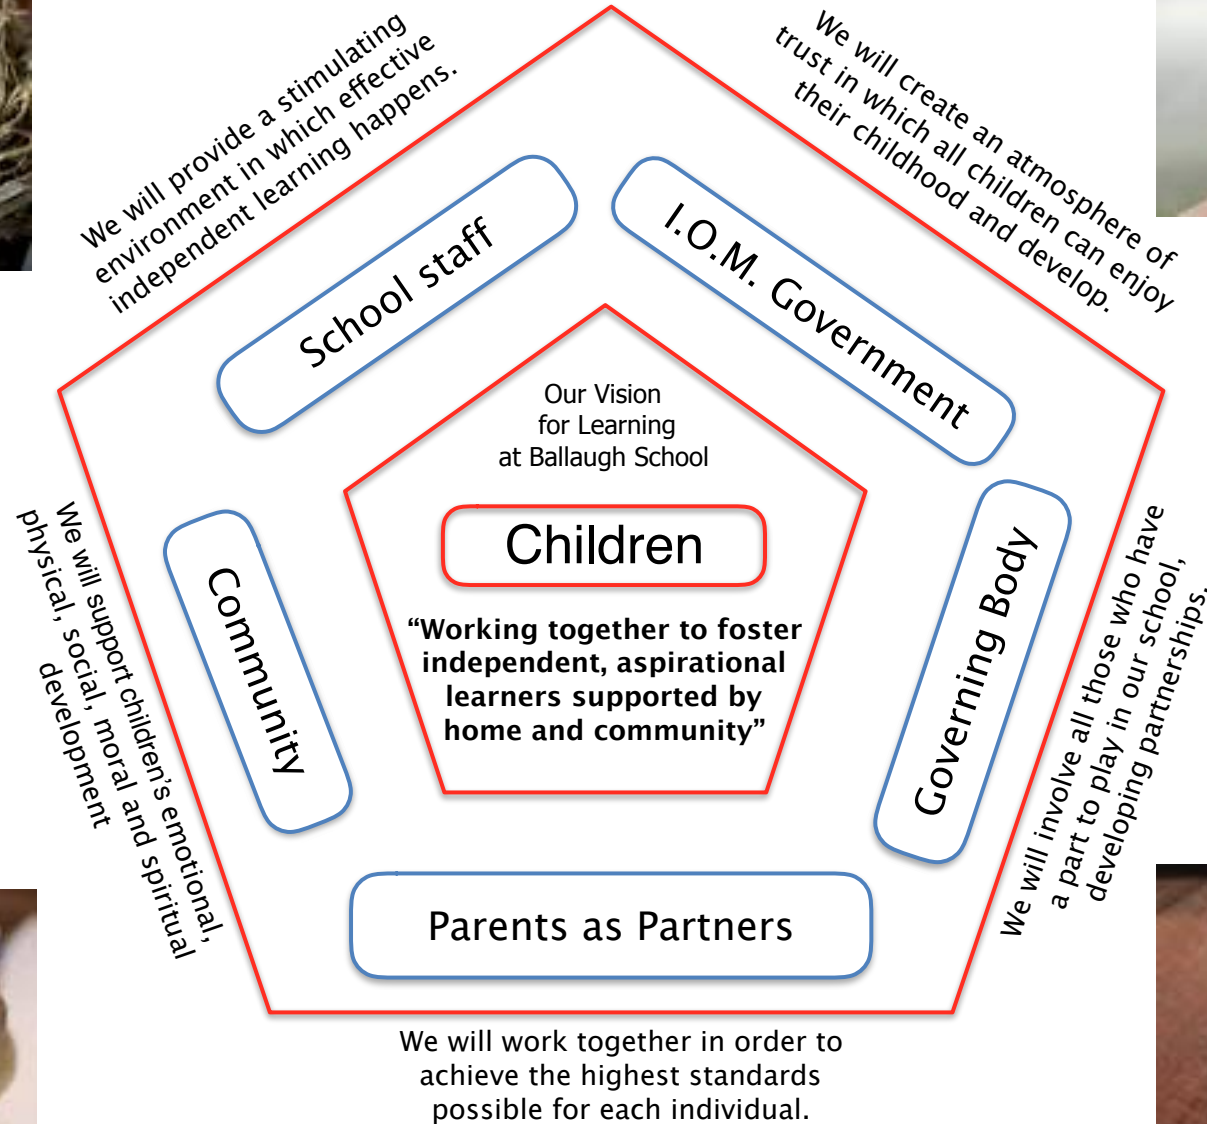 We will provide a stimulating
environment in which effective
independent learning happens.
We will create an atmosphere of
trust in which all children can enjoy
their childhood and develop.
School staff
I.O.M. Government
Our Vision
for Learning
at Ballaugh School
Children
“Working together to foster
independent, aspirational
learners supported by
home and community”
Community
Governing Body
We will support children’s emotional,
physical, social, moral and spiritual
development
We will involve all those who have
a part to play in our school,
developing partnerships.
Parents as Partners
We will work together in order to
achieve the highest standards
possible for each individual.